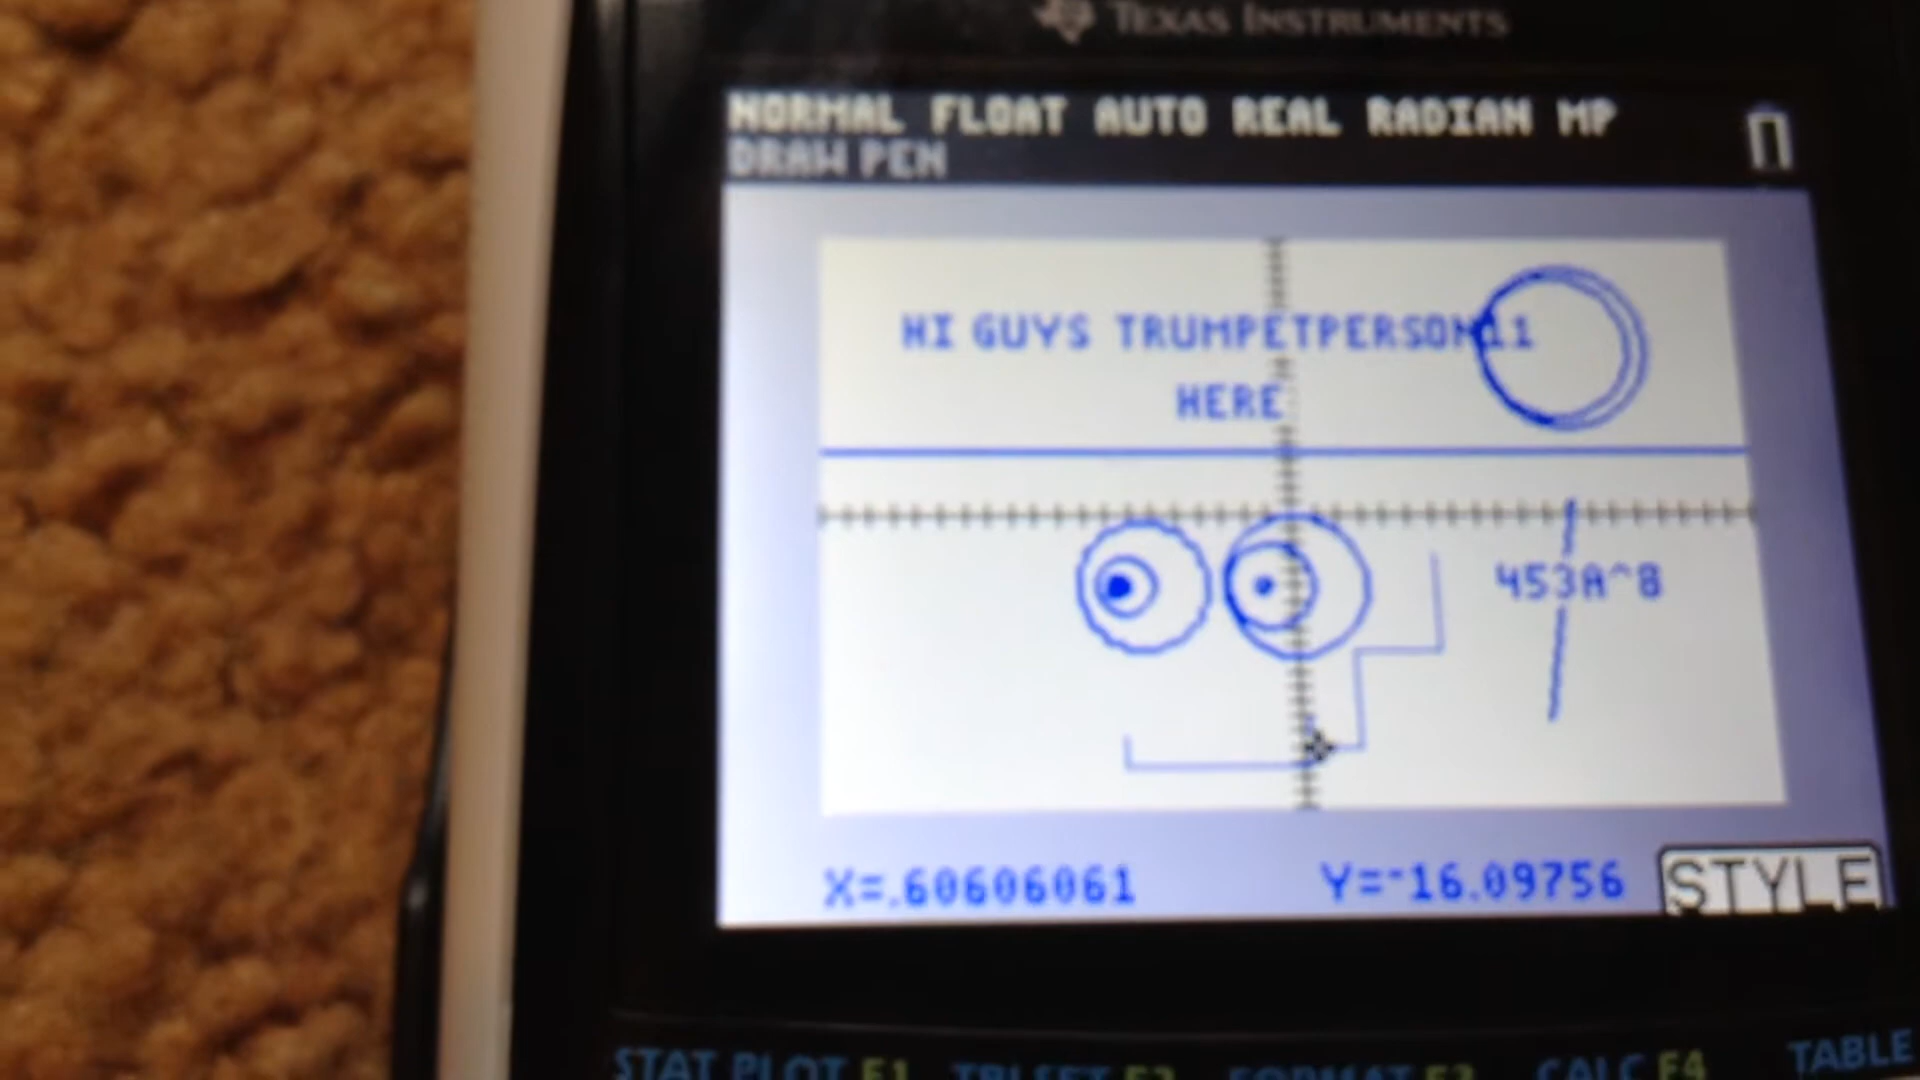 TEXAS INSTRUMENTS
NORMAL FLOAT AUTO REAL RADIAN MP
DRAW PEN
HI GUYS TRUMPETPERSON11
HERE
453A^B
X=.60606061 Y=-16.09756 STYLE
STAT PLOT F1 TBLSET F2 FORMAT F3 CALC F4 TABLE